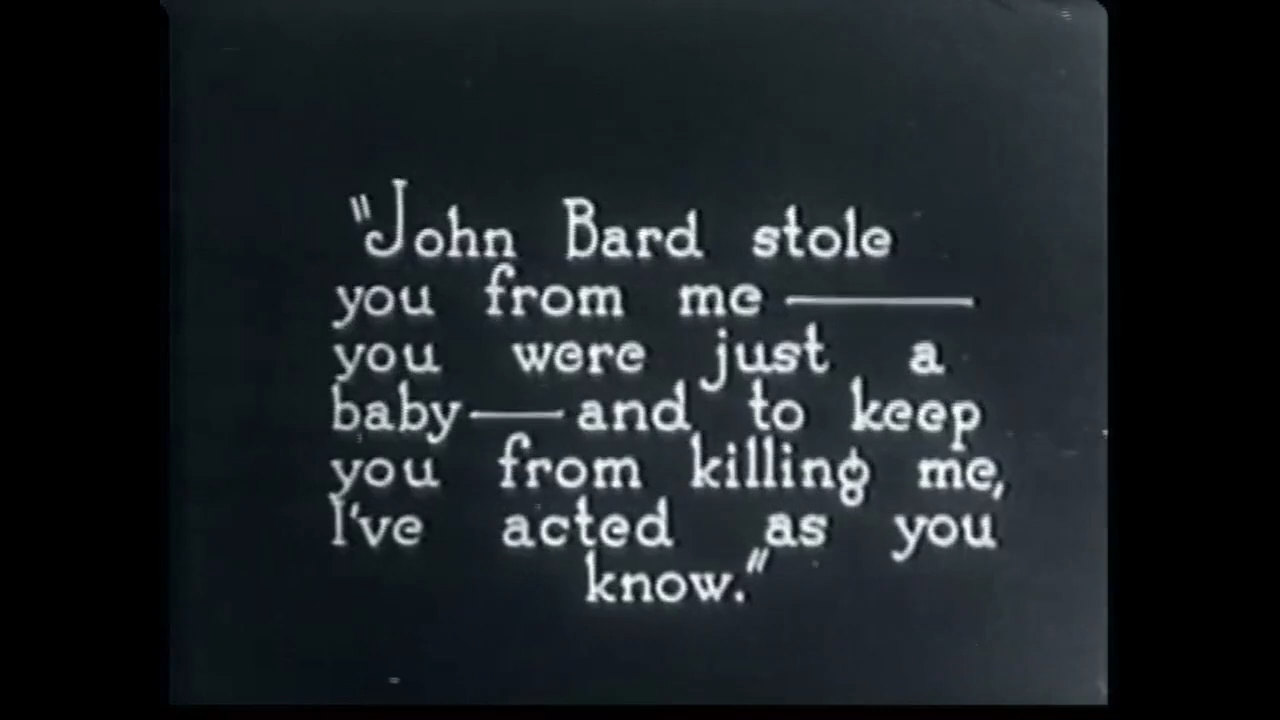 "John Bard stole
you from me —
you were just a
baby — and to keep
you from killing me,
I've acted as you
know."